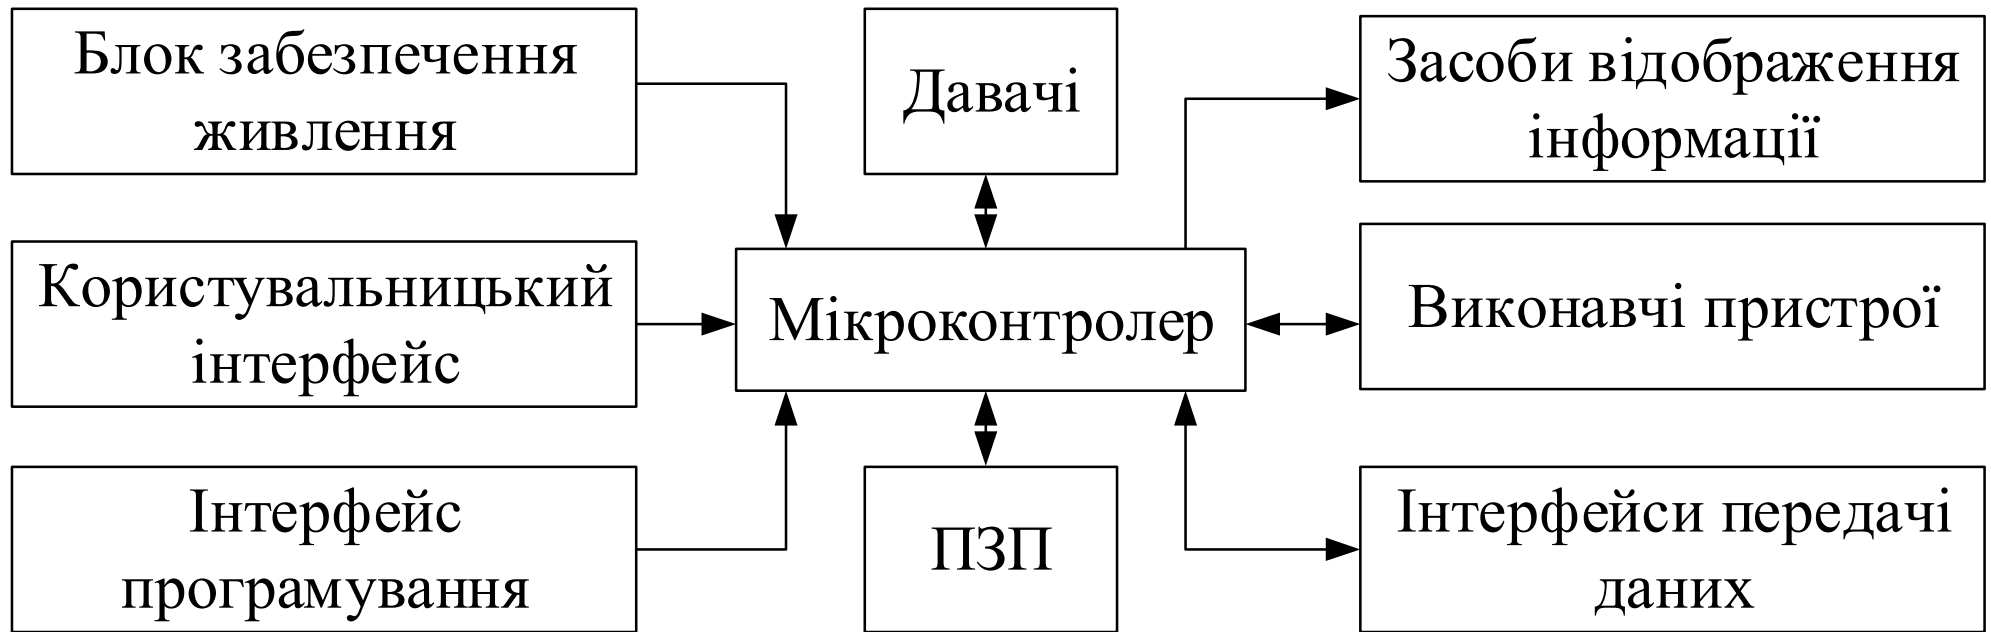 Блок забезпечення
живлення
Давачі
Засоби відображення
інформації
Користувальницький
інтерфейс
Мікроконтролер
Виконавчі пристрої
Інтерфейс
програмування
ПЗП
Інтерфейси передачі
даних